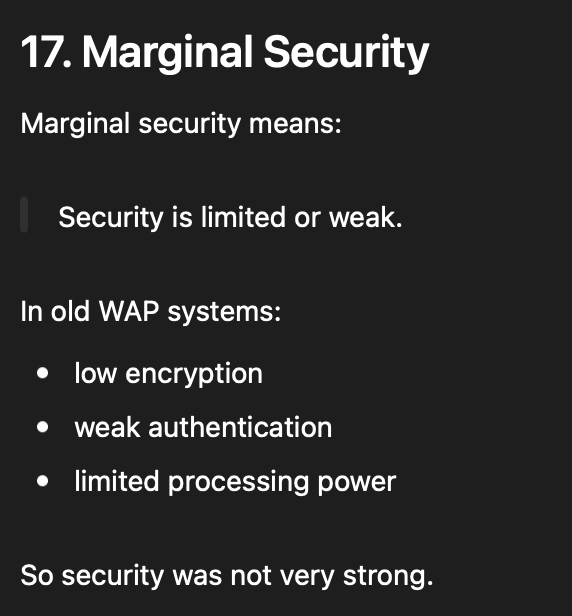 17. Marginal Security
Marginal security means:
Security is limited or weak.
In old WAP systems:
• low encryption
• weak authentication
• limited processing power
So security was not very strong.